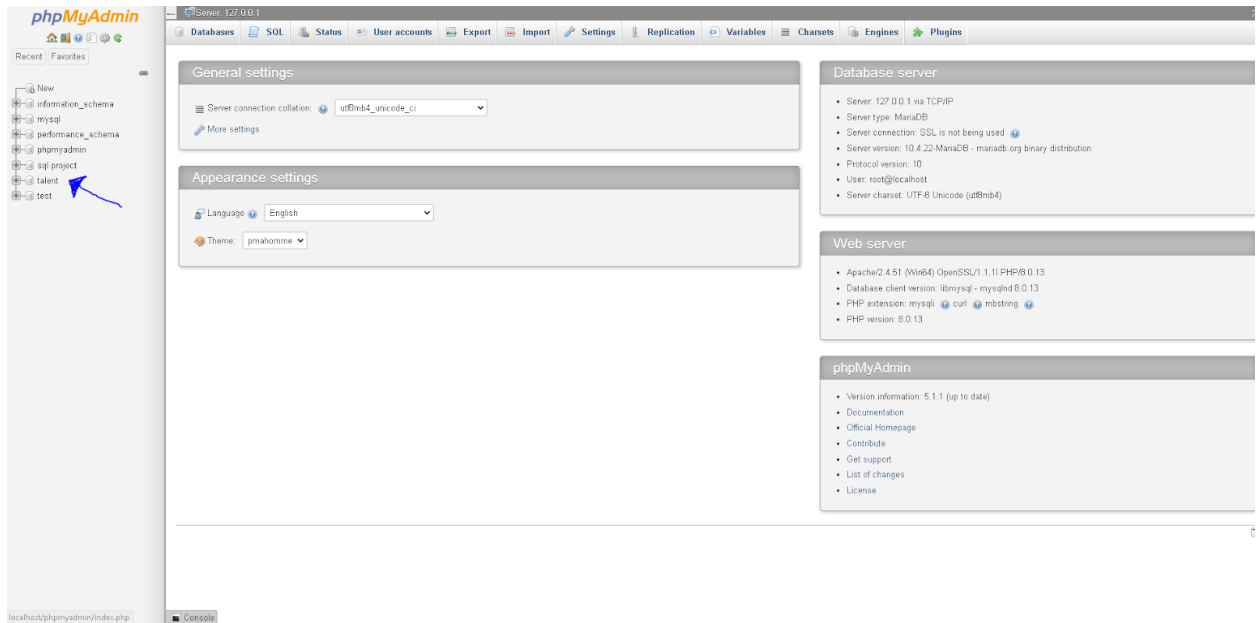 phpMyAdmin
Recent Favorites
New
information_schema
mysql
performance_schema
phpmyadmin
sql project
talent
test
localhost/phpmyadmin/index.php
Server: 127.0.0.1
Databases SQL Status User accounts Export Import Settings Replication Variables Charsets Engines Plugins
General settings
Server connection collation: utf8mb4_unicode_ci
More settings
Appearance settings
Language English
Theme: pmahomme
Database server
• Server: 127.0.0.1 via TCP/IP
• Server type: MariaDB
• Server connection: SSL is not being used
• Server version: 10.4.22-MariaDB - mariadb.org binary distribution
• Protocol version: 10
• User: root@localhost
• Server charset: UTF-8 Unicode (utf8mb4)
Web server
• Apache/2.4.51 (Win64) OpenSSL/1.1.1l PHP/8.0.13
• Database client version: libmysql - mysqlnd 8.0.13
• PHP extension: mysqli curl mbstring
• PHP version: 8.0.13
phpMyAdmin
• Version information: 5.1.1 (up to date)
• Documentation
• Official Homepage
• Contribute
• Get support
• List of changes
• License
Console